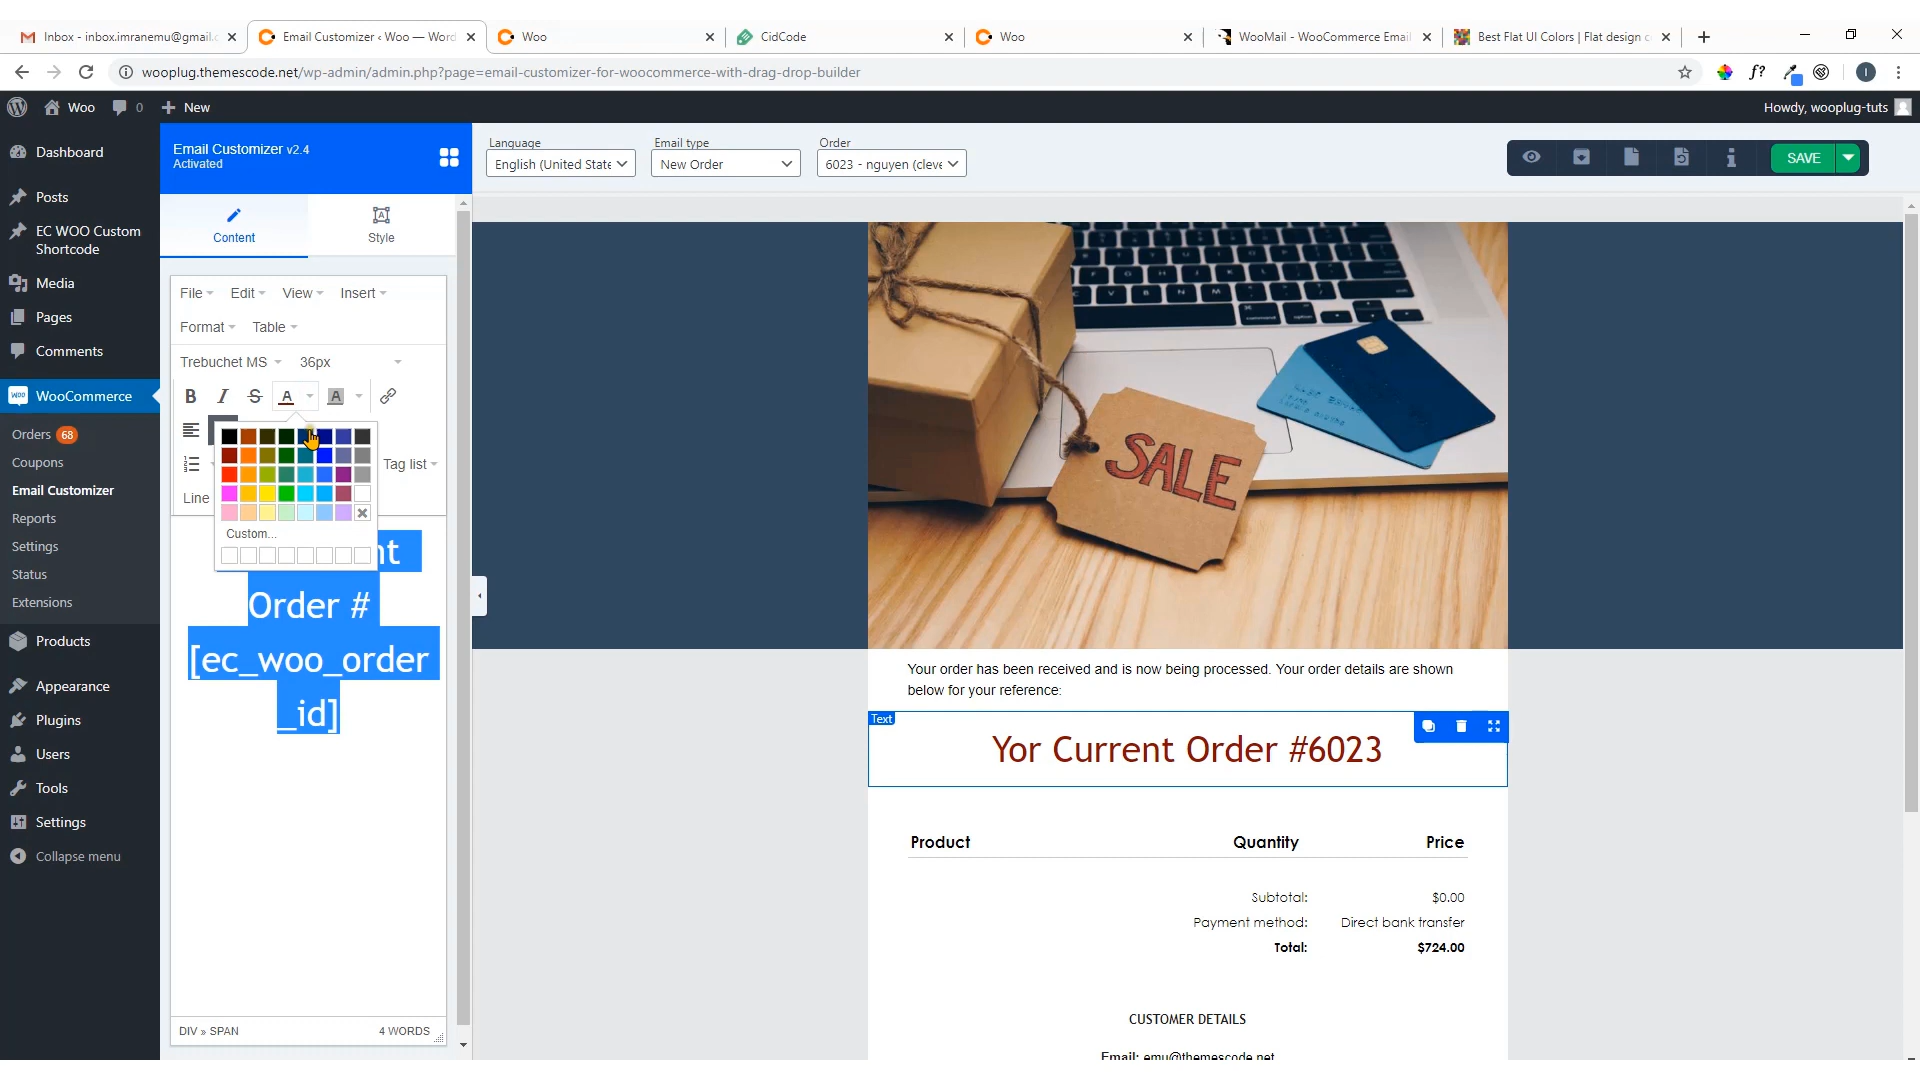 Inbox - inbox.imranemu@gmail.c
Email Customizer ‹ Woo — Word
Woo
CidCode
Woo
WooMail - WooCommerce Email
Best Flat UI Colors | Flat design c
wooplug.themescode.net/wp-admin/admin.php?page=email-customizer-for-woocommerce-with-drag-drop-builder
f?
I
Woo
0
New
Howdy, wooplug-tuts
Dashboard
Posts
EC WOO Custom
Shortcode
Media
Pages
Comments
WooCommerce
Orders 68
Coupons
Email Customizer
Reports
Settings
Status
Extensions
Products
Appearance
Plugins
Users
Tools
Settings
Collapse menu
Email Customizer v2.4
Activated
Language
English (United State
Email type
New Order
Order
6023 - nguyen (cleve
SAVE
Content
Style
File
Edit
View
Insert
Format
Table
Trebuchet MS
36px
B
I
S
A
A
Tag list
Line
Custom...
nt
Order #
[ec_woo_order
_id]
DIV » SPAN
4 WORDS
SALE
Your order has been received and is now being processed. Your order details are shown
below for your reference:
Text
Yor Current Order #6023
Product
Quantity
Price
Subtotal:
$0.00
Payment method:
Direct bank transfer
Total:
$724.00
CUSTOMER DETAILS
Email: emu@themescode.net